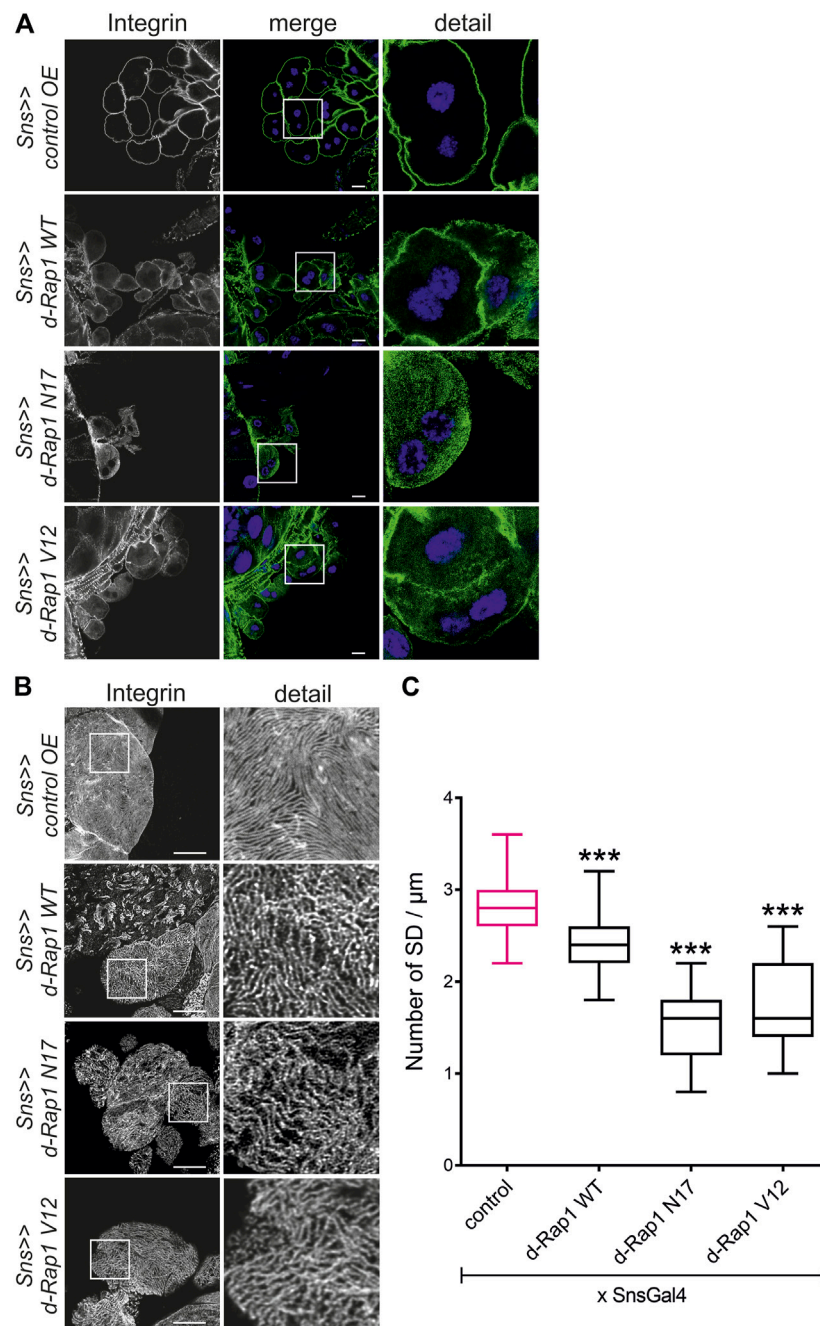 A
Integrin merge detail
Sns>>
control OE
Sns>>
d-Rap1 WT
Sns>>
d-Rap1 N17
Sns>>
d-Rap1 V12
B
Integrin detail
Sns>>
control OE
Sns>>
d-Rap1 WT
Sns>>
d-Rap1 N17
Sns>>
d-Rap1 V12
C
Number of SD / µm
4
3
2
1
0
***
***
***
control
d-Rap1 WT
d-Rap1 N17
d-Rap1 V12
x SnsGal4